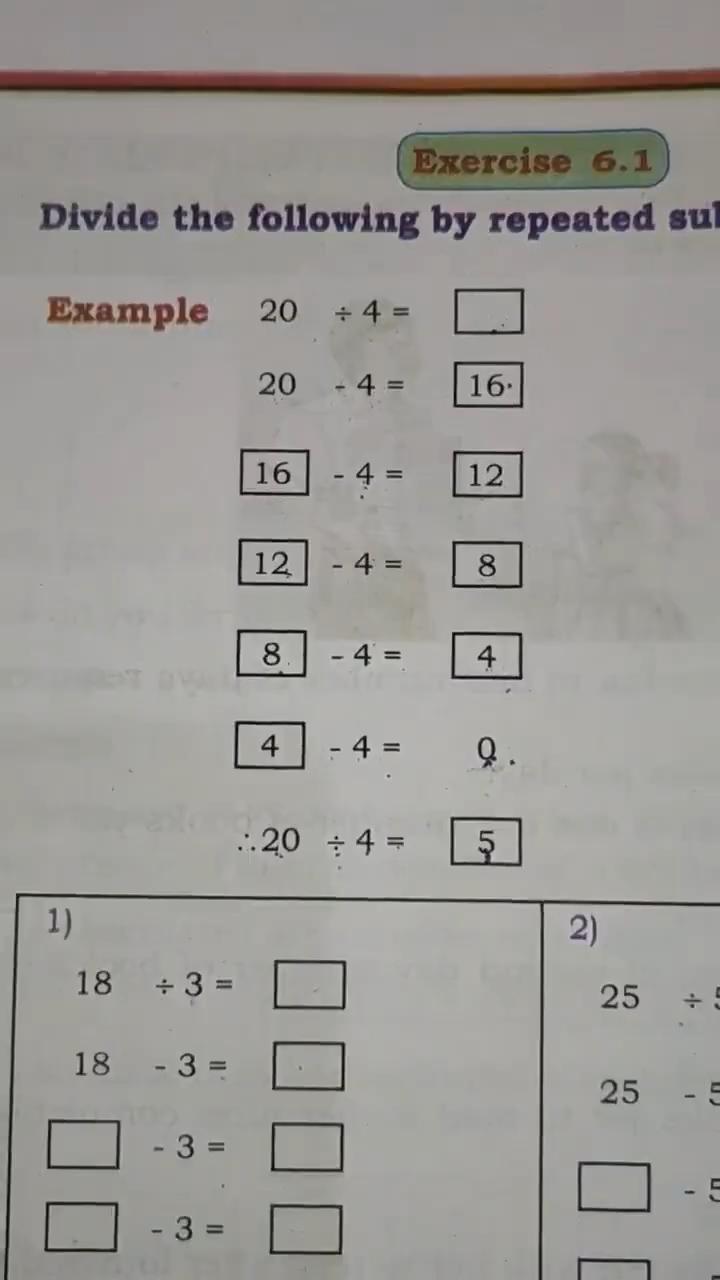 Exercise 6.1
Divide the following by repeated
Example 20 ÷ 4 =
20 - 4 = 16
16 - 4 = 12
12 - 4 = 8
8 - 4 = 4
4 - 4 = 0.
∴ 20 ÷ 4 = 5
1)
18 ÷ 3 =
18 - 3 =
- 3 =
- 3 =
2)
25 ÷
25 -
-